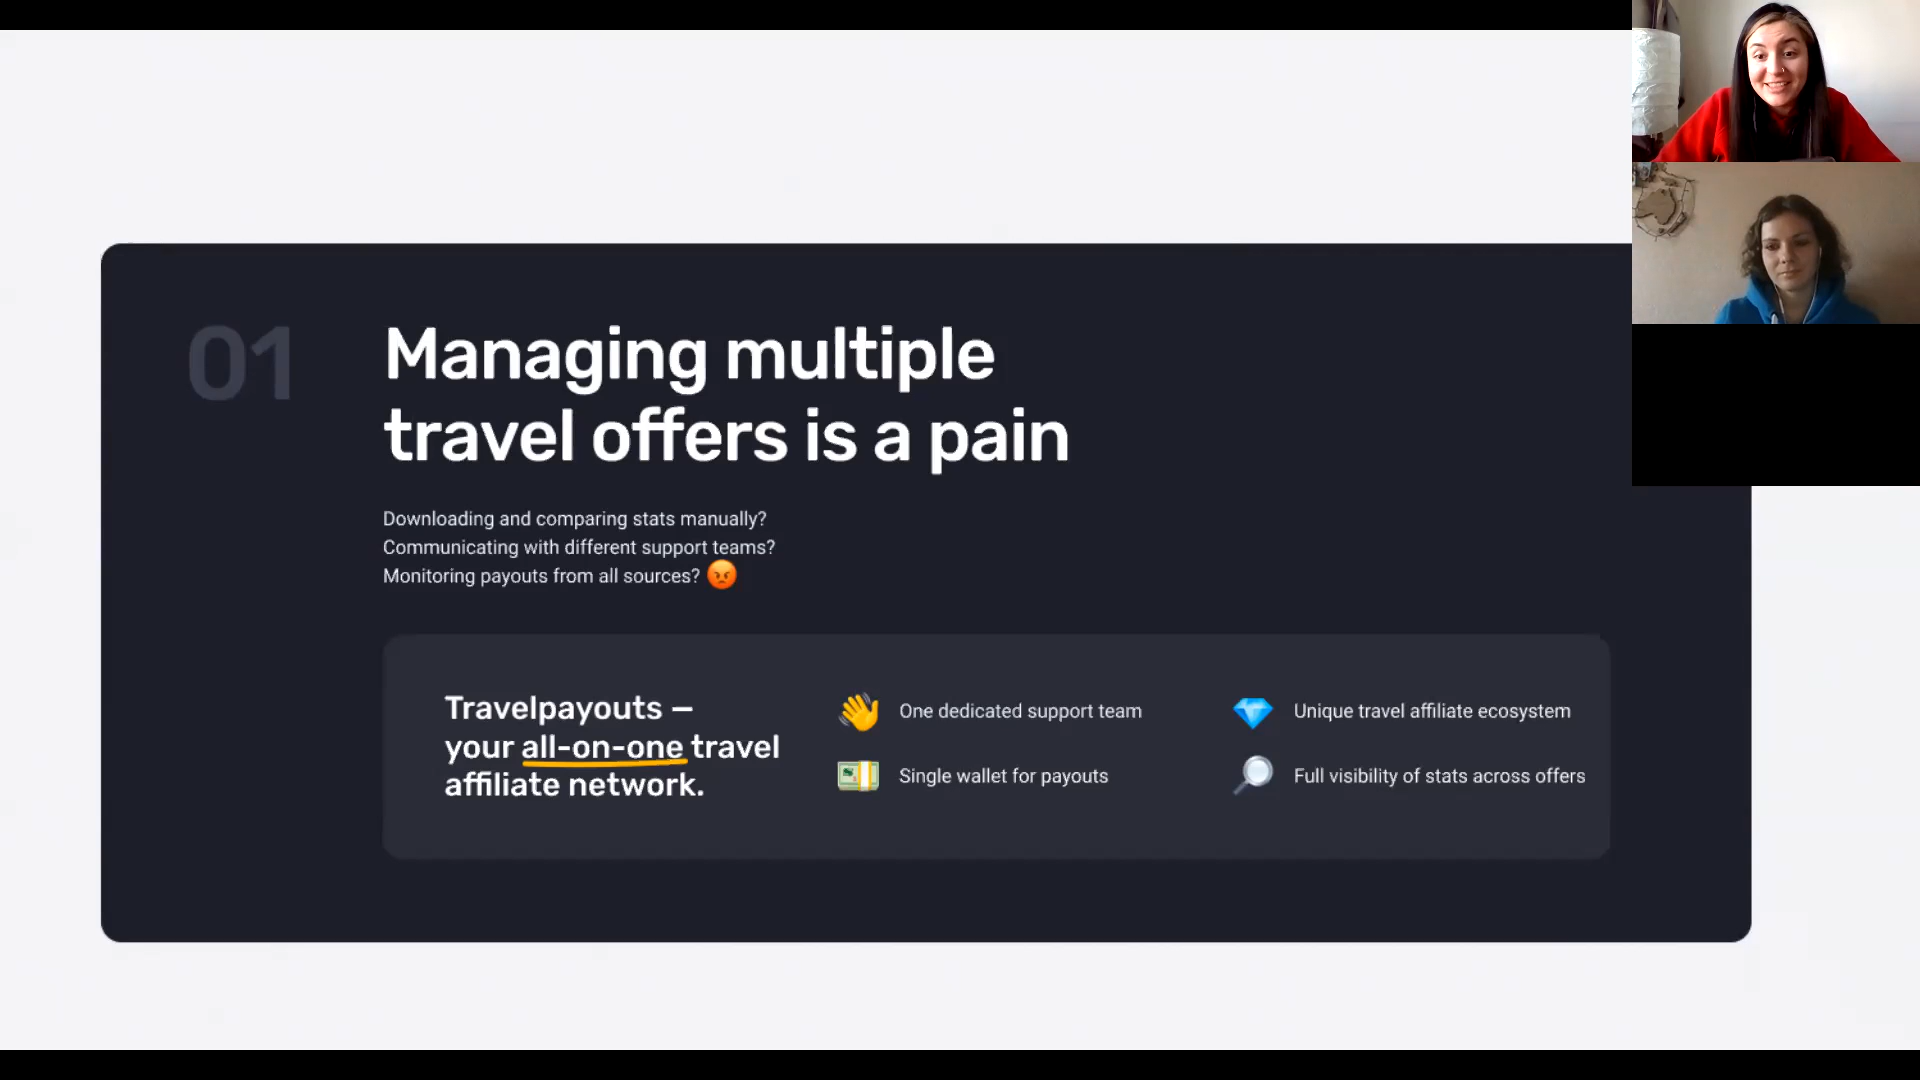 01
Managing multiple
travel offers is a pain
Downloading and comparing stats manually?
Communicating with different support teams?
Monitoring payouts from all sources? 😡
Travelpayouts —
your all-on-one travel
affiliate network.
👋 One dedicated support team
💵 Single wallet for payouts
💎 Unique travel affiliate ecosystem
🔎 Full visibility of stats across offers